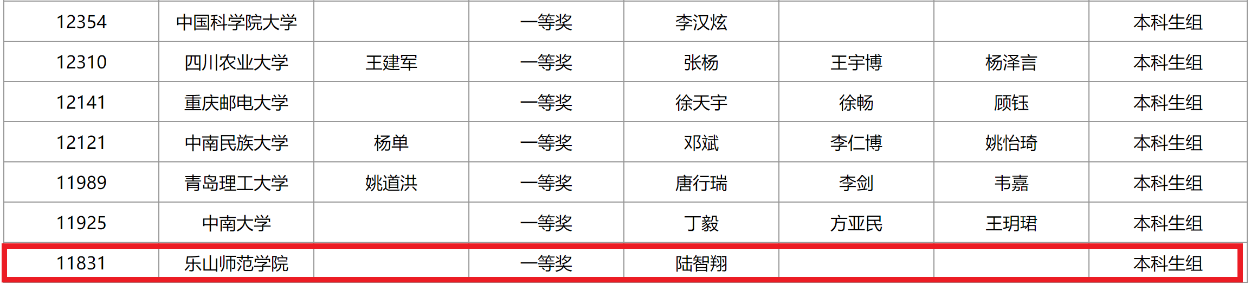 12354 中国科学院大学 一等奖 李汉炫 本科生组
12310 四川农业大学 王建军 一等奖 张杨 王宇博 杨泽言 本科生组
12141 重庆邮电大学 一等奖 徐天宇 徐畅 顾钰 本科生组
12121 中南民族大学 杨单 一等奖 邓斌 李仁博 姚怡琦 本科生组
11989 青岛理工大学 姚道洪 一等奖 唐行瑞 李剑 韦嘉 本科生组
11925 中南大学 一等奖 丁毅 方亚民 王玥珺 本科生组
11831 乐山师范学院 一等奖 陆智翔 本科生组